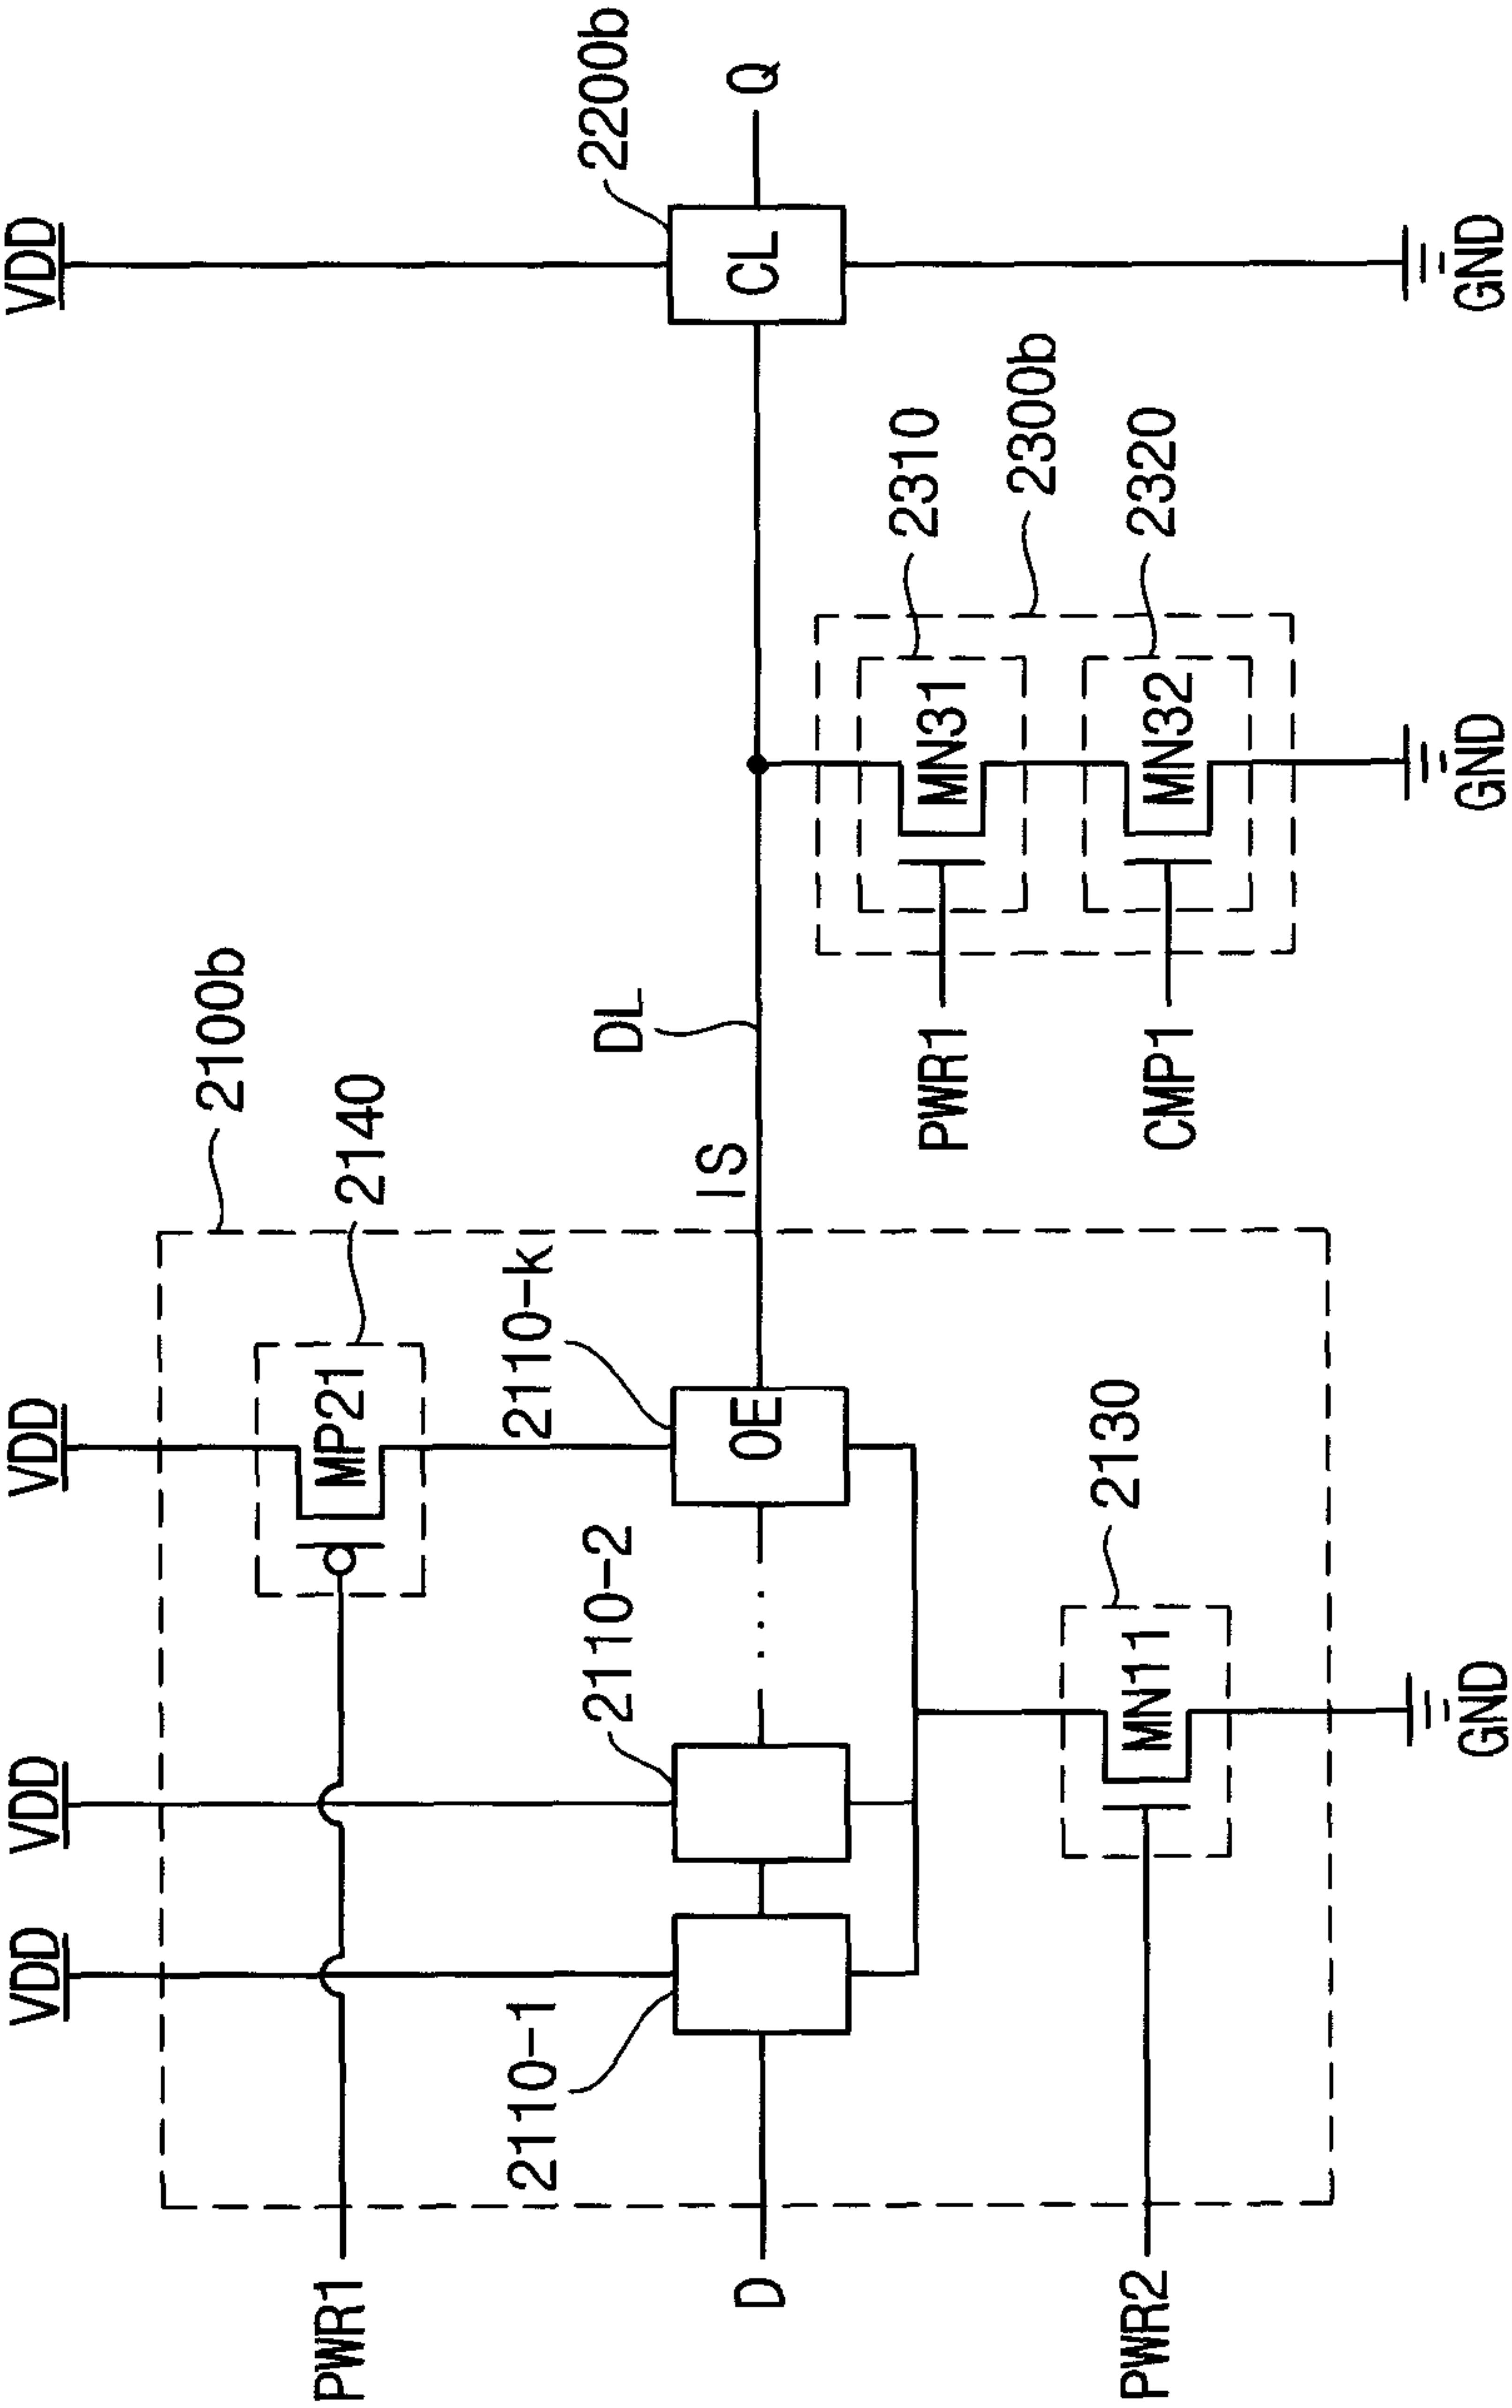 VDD
VDD
VDD
VDD
2100b
2140
MP21
PWR1
2110-1
2110-2
2110-k
DL
2200b
D
OE
IS
CL
Q
PWR1
MN31
2310
2300b
CMP1
MN32
2320
PWR2
MN11
2130
GND
GND
GND